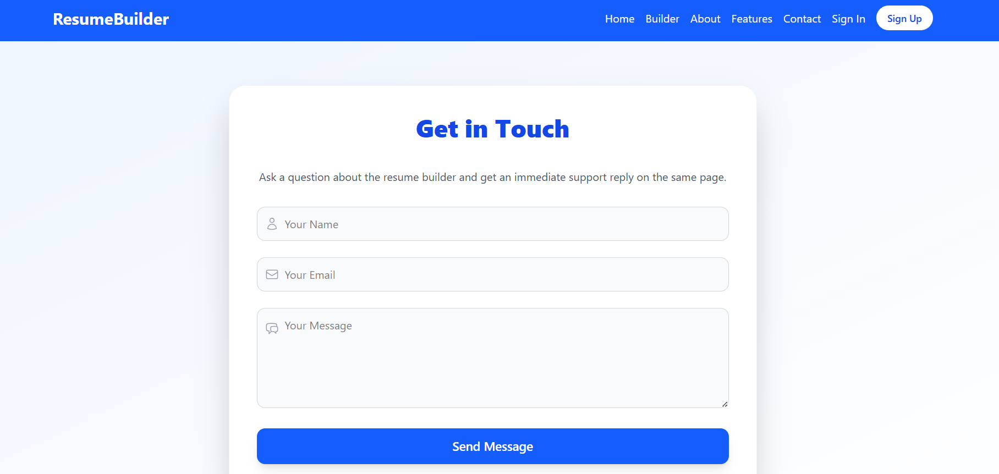 ResumeBuilder
Home Builder About Features Contact Sign In Sign Up
Get in Touch
Ask a question about the resume builder and get an immediate support reply on the same page.
Your Name
Your Email
Your Message
Send Message